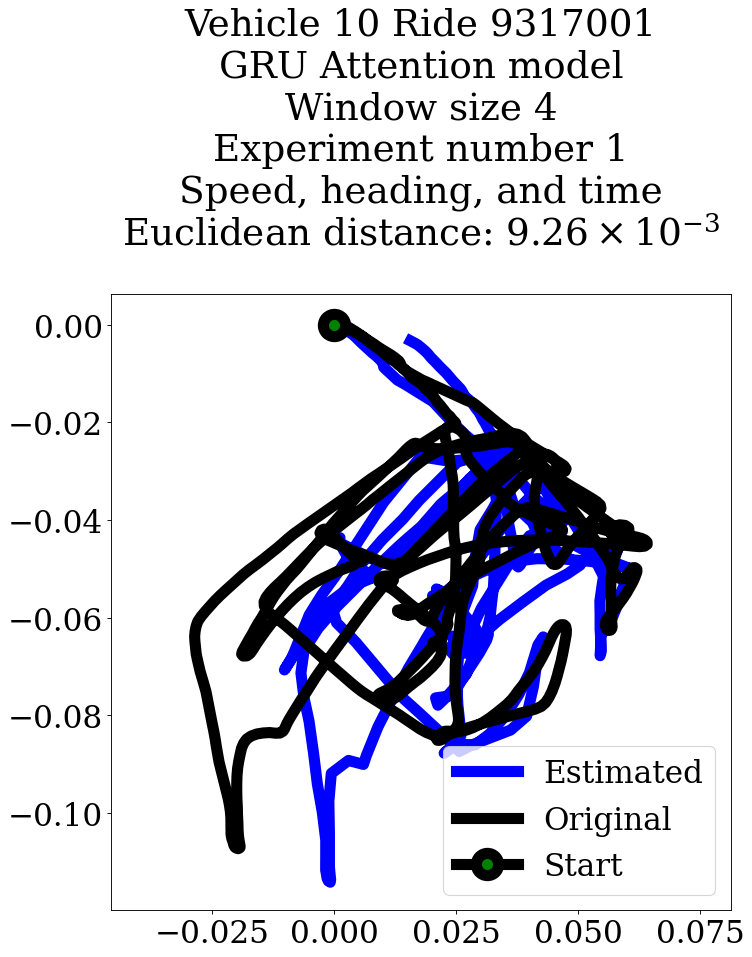 Vehicle 10 Ride 9317001
GRU Attention model
Window size 4
Experiment number 1
Speed, heading, and time
Euclidean distance: 9.26 × 10⁻³
0.00
−0.02
−0.04
−0.06
−0.08
−0.10
Estimated
Original
Start
−0.025 0.000 0.025 0.050 0.075